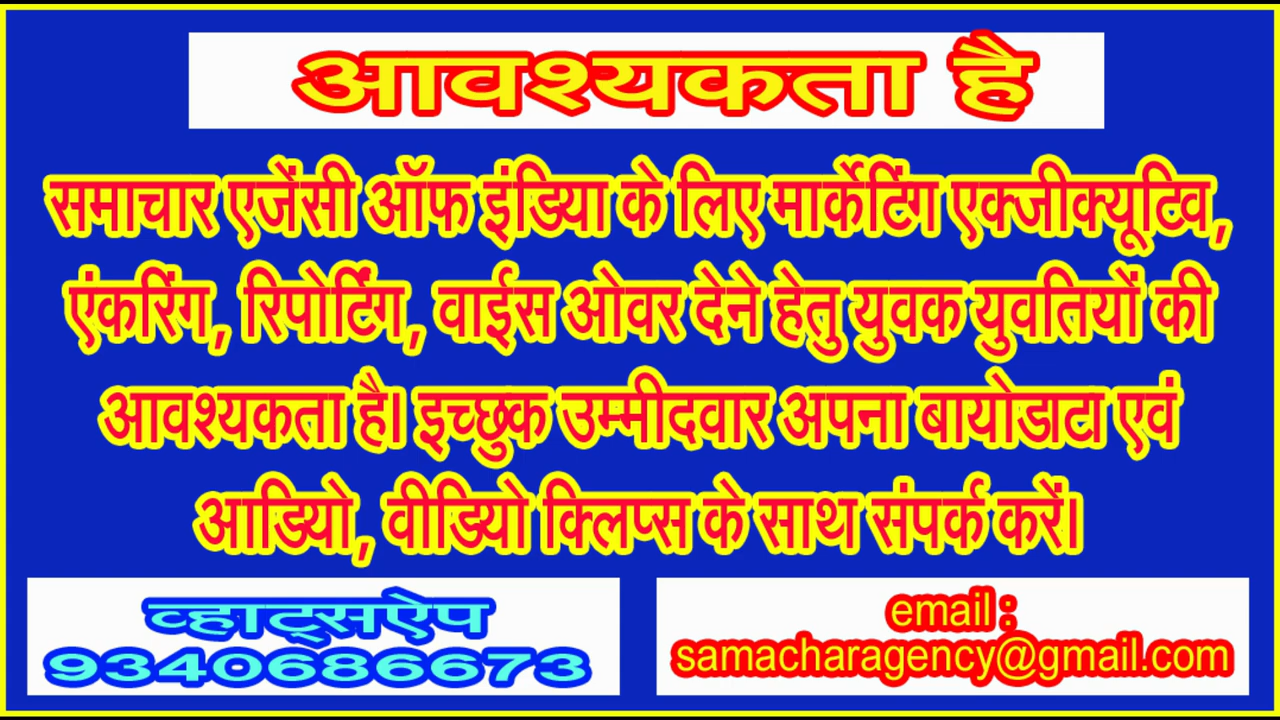 आवश्यकता है
समाचार एजेंसी ऑफ इंडिया के लिए मार्केटिंग एक्जीक्यूटिव,
एंकरिंग, रिपोर्टिंग, वाईस ओवर देने हेतु युवक युवतियों की
आवश्यकता है। इच्छुक उम्मीदवार अपना बायोडाटा एवं
आडियो, वीडियो क्लिप्स के साथ संपर्क करें।
व्हाट्सऐप
9340686673
email :
samacharagency@gmail.com